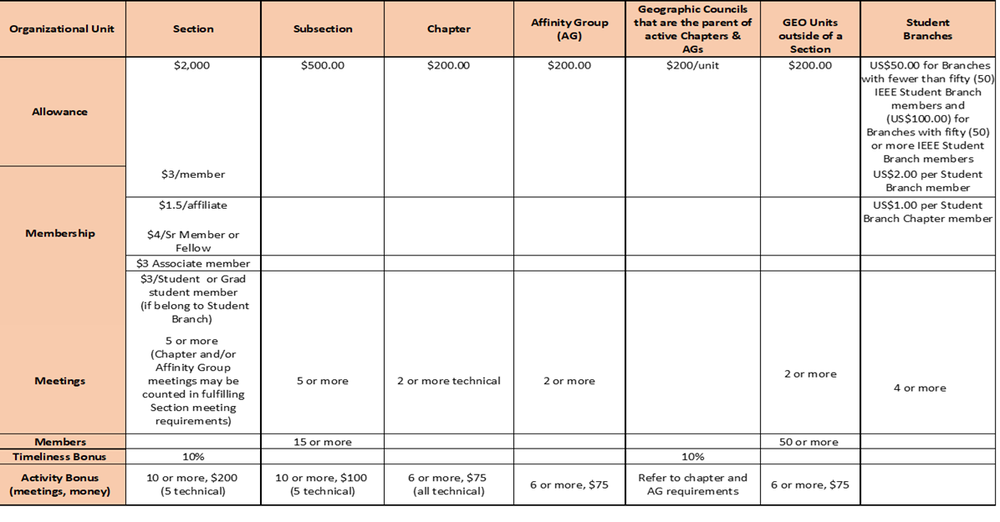 Organizational Unit
Section
Subsection
Chapter
Affinity Group
(AG)
Geographic Councils
that are the parent of
active Chapters &
AGs
GEO Units
outside of a
Section
Student
Branches
Allowance
$2,000
$500.00
$200.00
$200.00
$200/unit
$200.00
US$50.00 for Branches
with fewer than fifty (50)
IEEE Student Branch
members and
(US$100.00) for
Branches with fifty (50)
or more IEEE Student
Branch members
Membership
$3/member
US$2.00 per Student
Branch member
$1.5/affiliate
$4/Sr Member or
Fellow
US$1.00 per Student
Branch Chapter member
$3 Associate member
$3/Student or Grad
student member
(if belong to Student
Branch)
Meetings
5 or more
(Chapter and/or
Affinity Group
meetings may be
counted in fulfilling
Section meeting
requirements)
5 or more
2 or more technical
2 or more
2 or more
4 or more
Members
15 or more
50 or more
Timeliness Bonus
10%
10%
Activity Bonus
(meetings, money)
10 or more, $200
(5 technical)
10 or more, $100
(5 technical)
6 or more, $75
(all technical)
6 or more, $75
Refer to chapter and
AG requirements
6 or more, $75